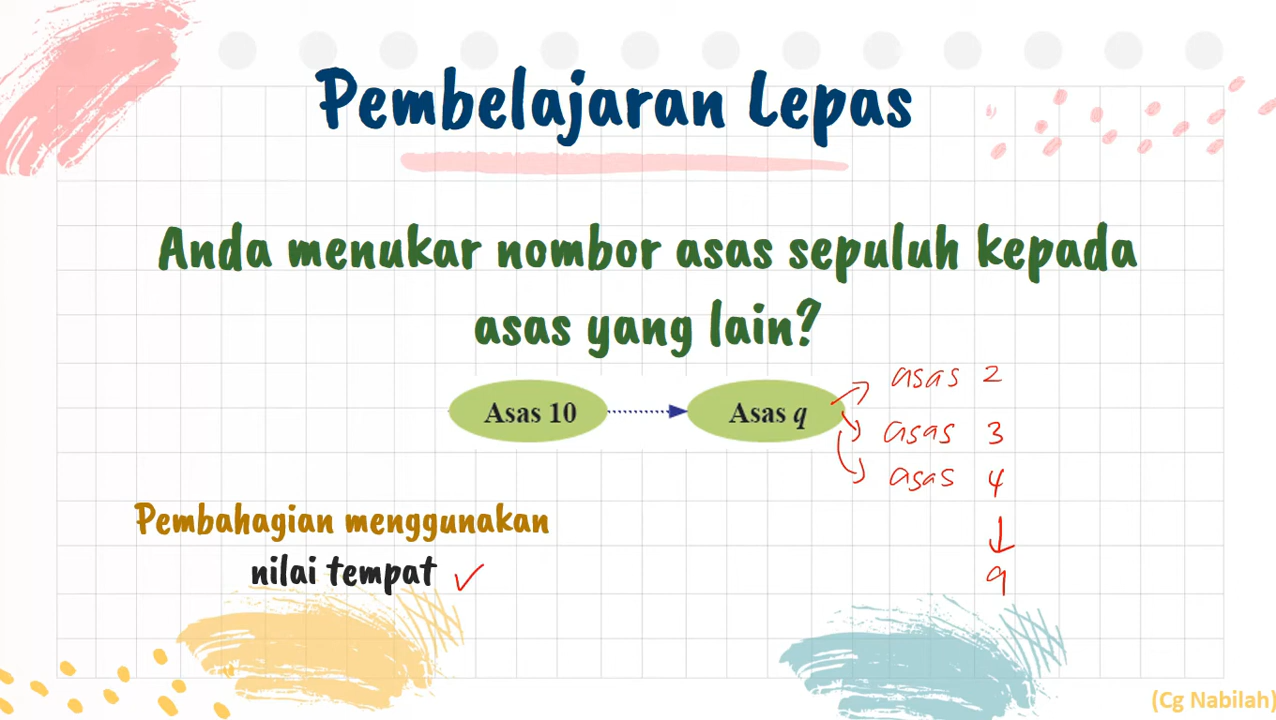 Pembelajaran Lepas
Anda menukar nombor asas sepuluh kepada
asas yang lain?
Asas 10
Asas q
asas 2
asas 3
asas 4
9
Pembahagian menggunakan
nilai tempat
(Cg Nabilah)